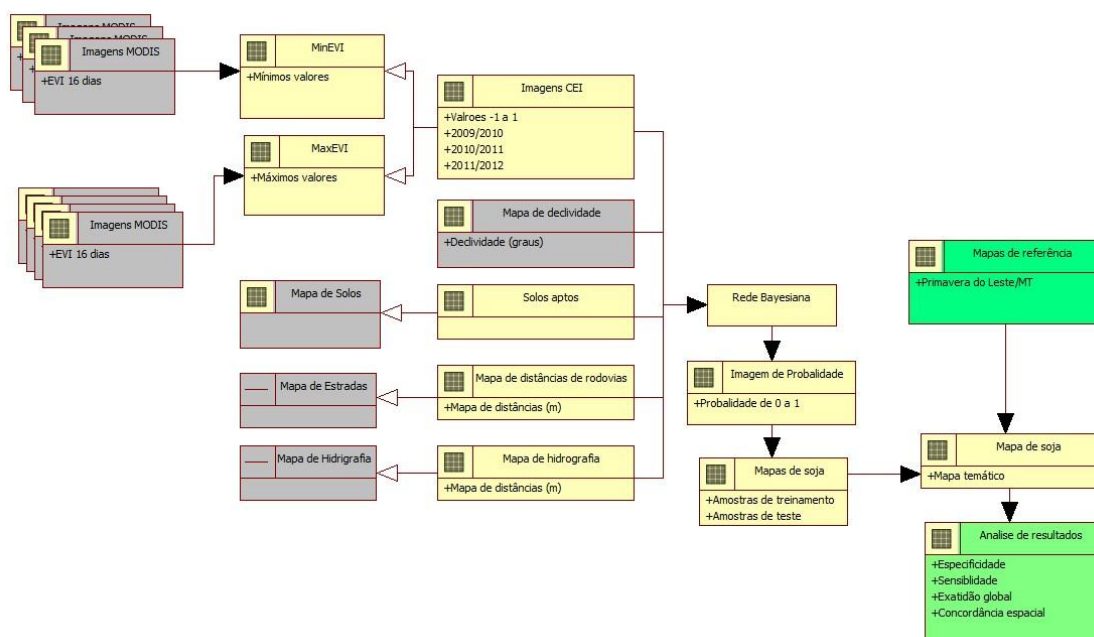 Imagens MODIS
Imagens MODIS
Imagens MODIS
+EVI 16 dias
MinEVI
+Mínimos valores
MaxEVI
+Máximos valores
Imagens MODIS
+EVI 16 dias
Imagens CEI
+Valroes -1 a 1
+2009/2010
+2010/2011
+2011/2012
Mapa de declividade
+Declividade (graus)
Mapa de Solos
Solos aptos
Mapa de Estradas
Mapa de distâncias de rodovias
+Mapa de distâncias (m)
Mapa de Hidrigrafia
Mapa de hidrografia
+Mapa de distâncias (m)
Rede Bayesiana
Imagem de Probalidade
+Probalidade de 0 a 1
Mapas de soja
+Amostras de treinamento
+Amostras de teste
Mapas de referência
+Primavera do Leste/MT
Mapa de soja
+Mapa temático
Analise de resultados
+Especificidade
+Sensiblidade
+Exatidão global
+Concordância espacial